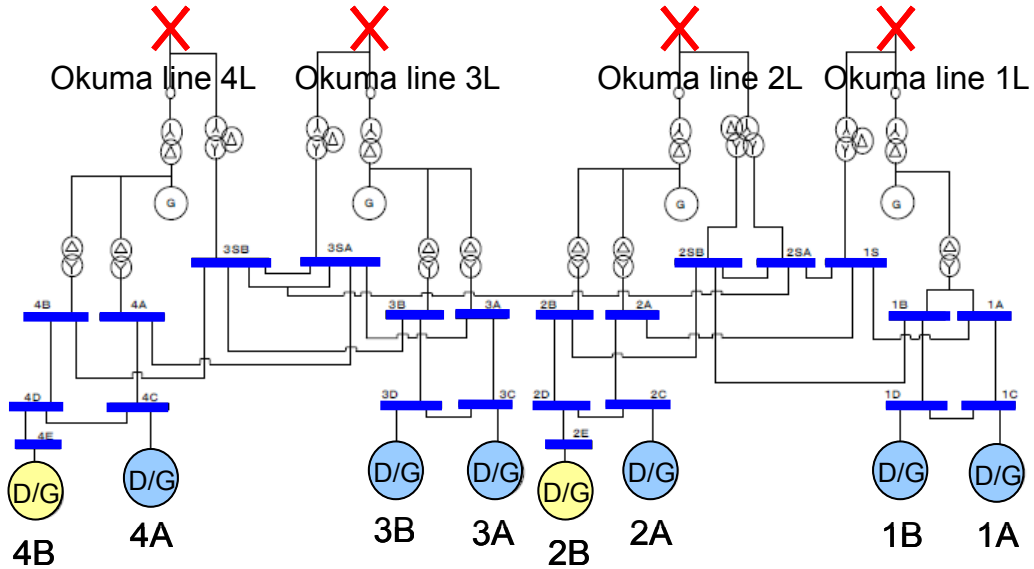 Okuma line 4L
Okuma line 3L
Okuma line 2L
Okuma line 1L
G
G
G
G
3SB
3SA
2SB
2SA
1S
4B
4A
3B
3A
2B
2A
1B
1A
4D
4C
3D
3C
2D
2C
1D
1C
4E
2E
D/G
D/G
D/G
D/G
D/G
D/G
D/G
D/G
4B
4A
3B
3A
2B
2A
1B
1A